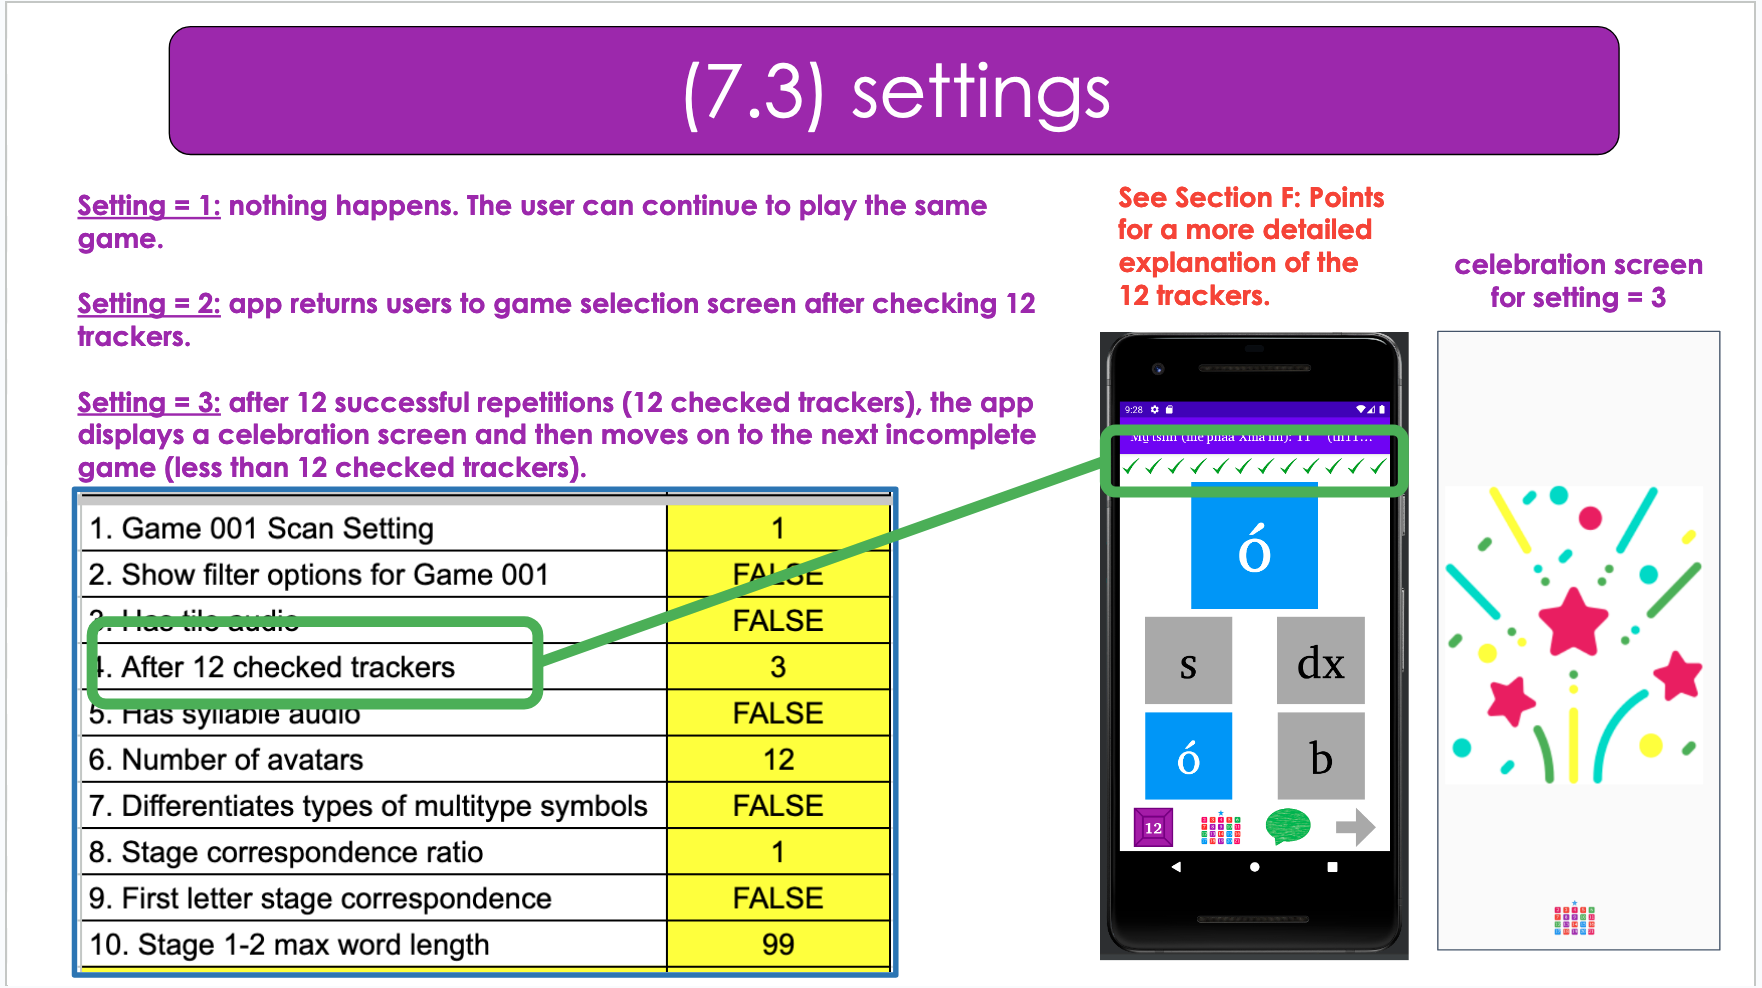 (7.3) settings
Setting = 1: nothing happens. The user can continue to play the same
game.
Setting = 2: app returns users to game selection screen after checking 12
trackers.
Setting = 3: after 12 successful repetitions (12 checked trackers), the app
displays a celebration screen and then moves on to the next incomplete
game (less than 12 checked trackers).
1. Game 001 Scan Setting 1
2. Show filter options for Game 001 FALSE
3. Has tile audio FALSE
4. After 12 checked trackers 3
5. Has syllable audio FALSE
6. Number of avatars 12
7. Differentiates types of multitype symbols FALSE
8. Stage correspondence ratio 1
9. First letter stage correspondence FALSE
10. Stage 1-2 max word length 99
See Section F: Points
for a more detailed
explanation of the
12 trackers.
9:28
ó
s dx
ó b
12
celebration screen
for setting = 3